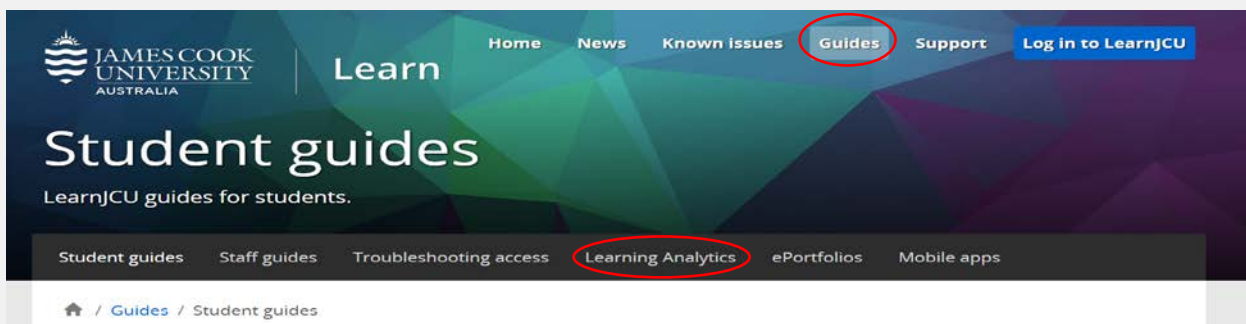 JAMES COOK
UNIVERSITY
AUSTRALIA
Learn
Home News Known issues Guides Support Log in to LearnJCU
Student guides
LearnJCU guides for students.
Student guides Staff guides Troubleshooting access Learning Analytics ePortfolios Mobile apps
/ Guides / Student guides